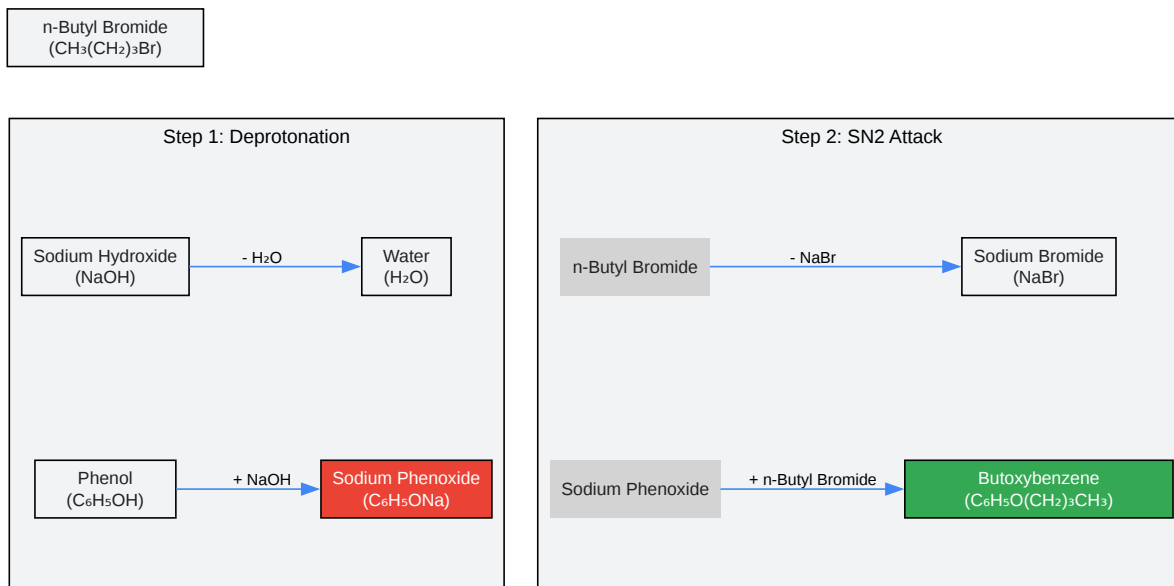 n-Butyl Bromide
(CH₃(CH₂)₃Br)
Step 1: Deprotonation
Sodium Hydroxide
(NaOH)
- H₂O
Water
(H₂O)
Phenol
(C₆H₅OH)
+ NaOH
Sodium Phenoxide
(C₆H₅ONa)
Step 2: SN2 Attack
n-Butyl Bromide
- NaBr
Sodium Bromide
(NaBr)
Sodium Phenoxide
+ n-Butyl Bromide
Butoxybenzene
(C₆H₅O(CH₂)₃CH₃)